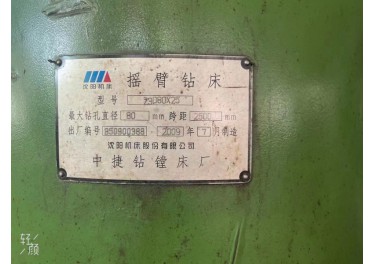 沈阳机床
摇臂钻床
型号 Z3080X25
最大钻孔直径 80 mm 跨距 2500 mm
出厂编号 2009 年 7 月制造
沈阳机床股份有限公司
中捷钻镗床厂
轻颜